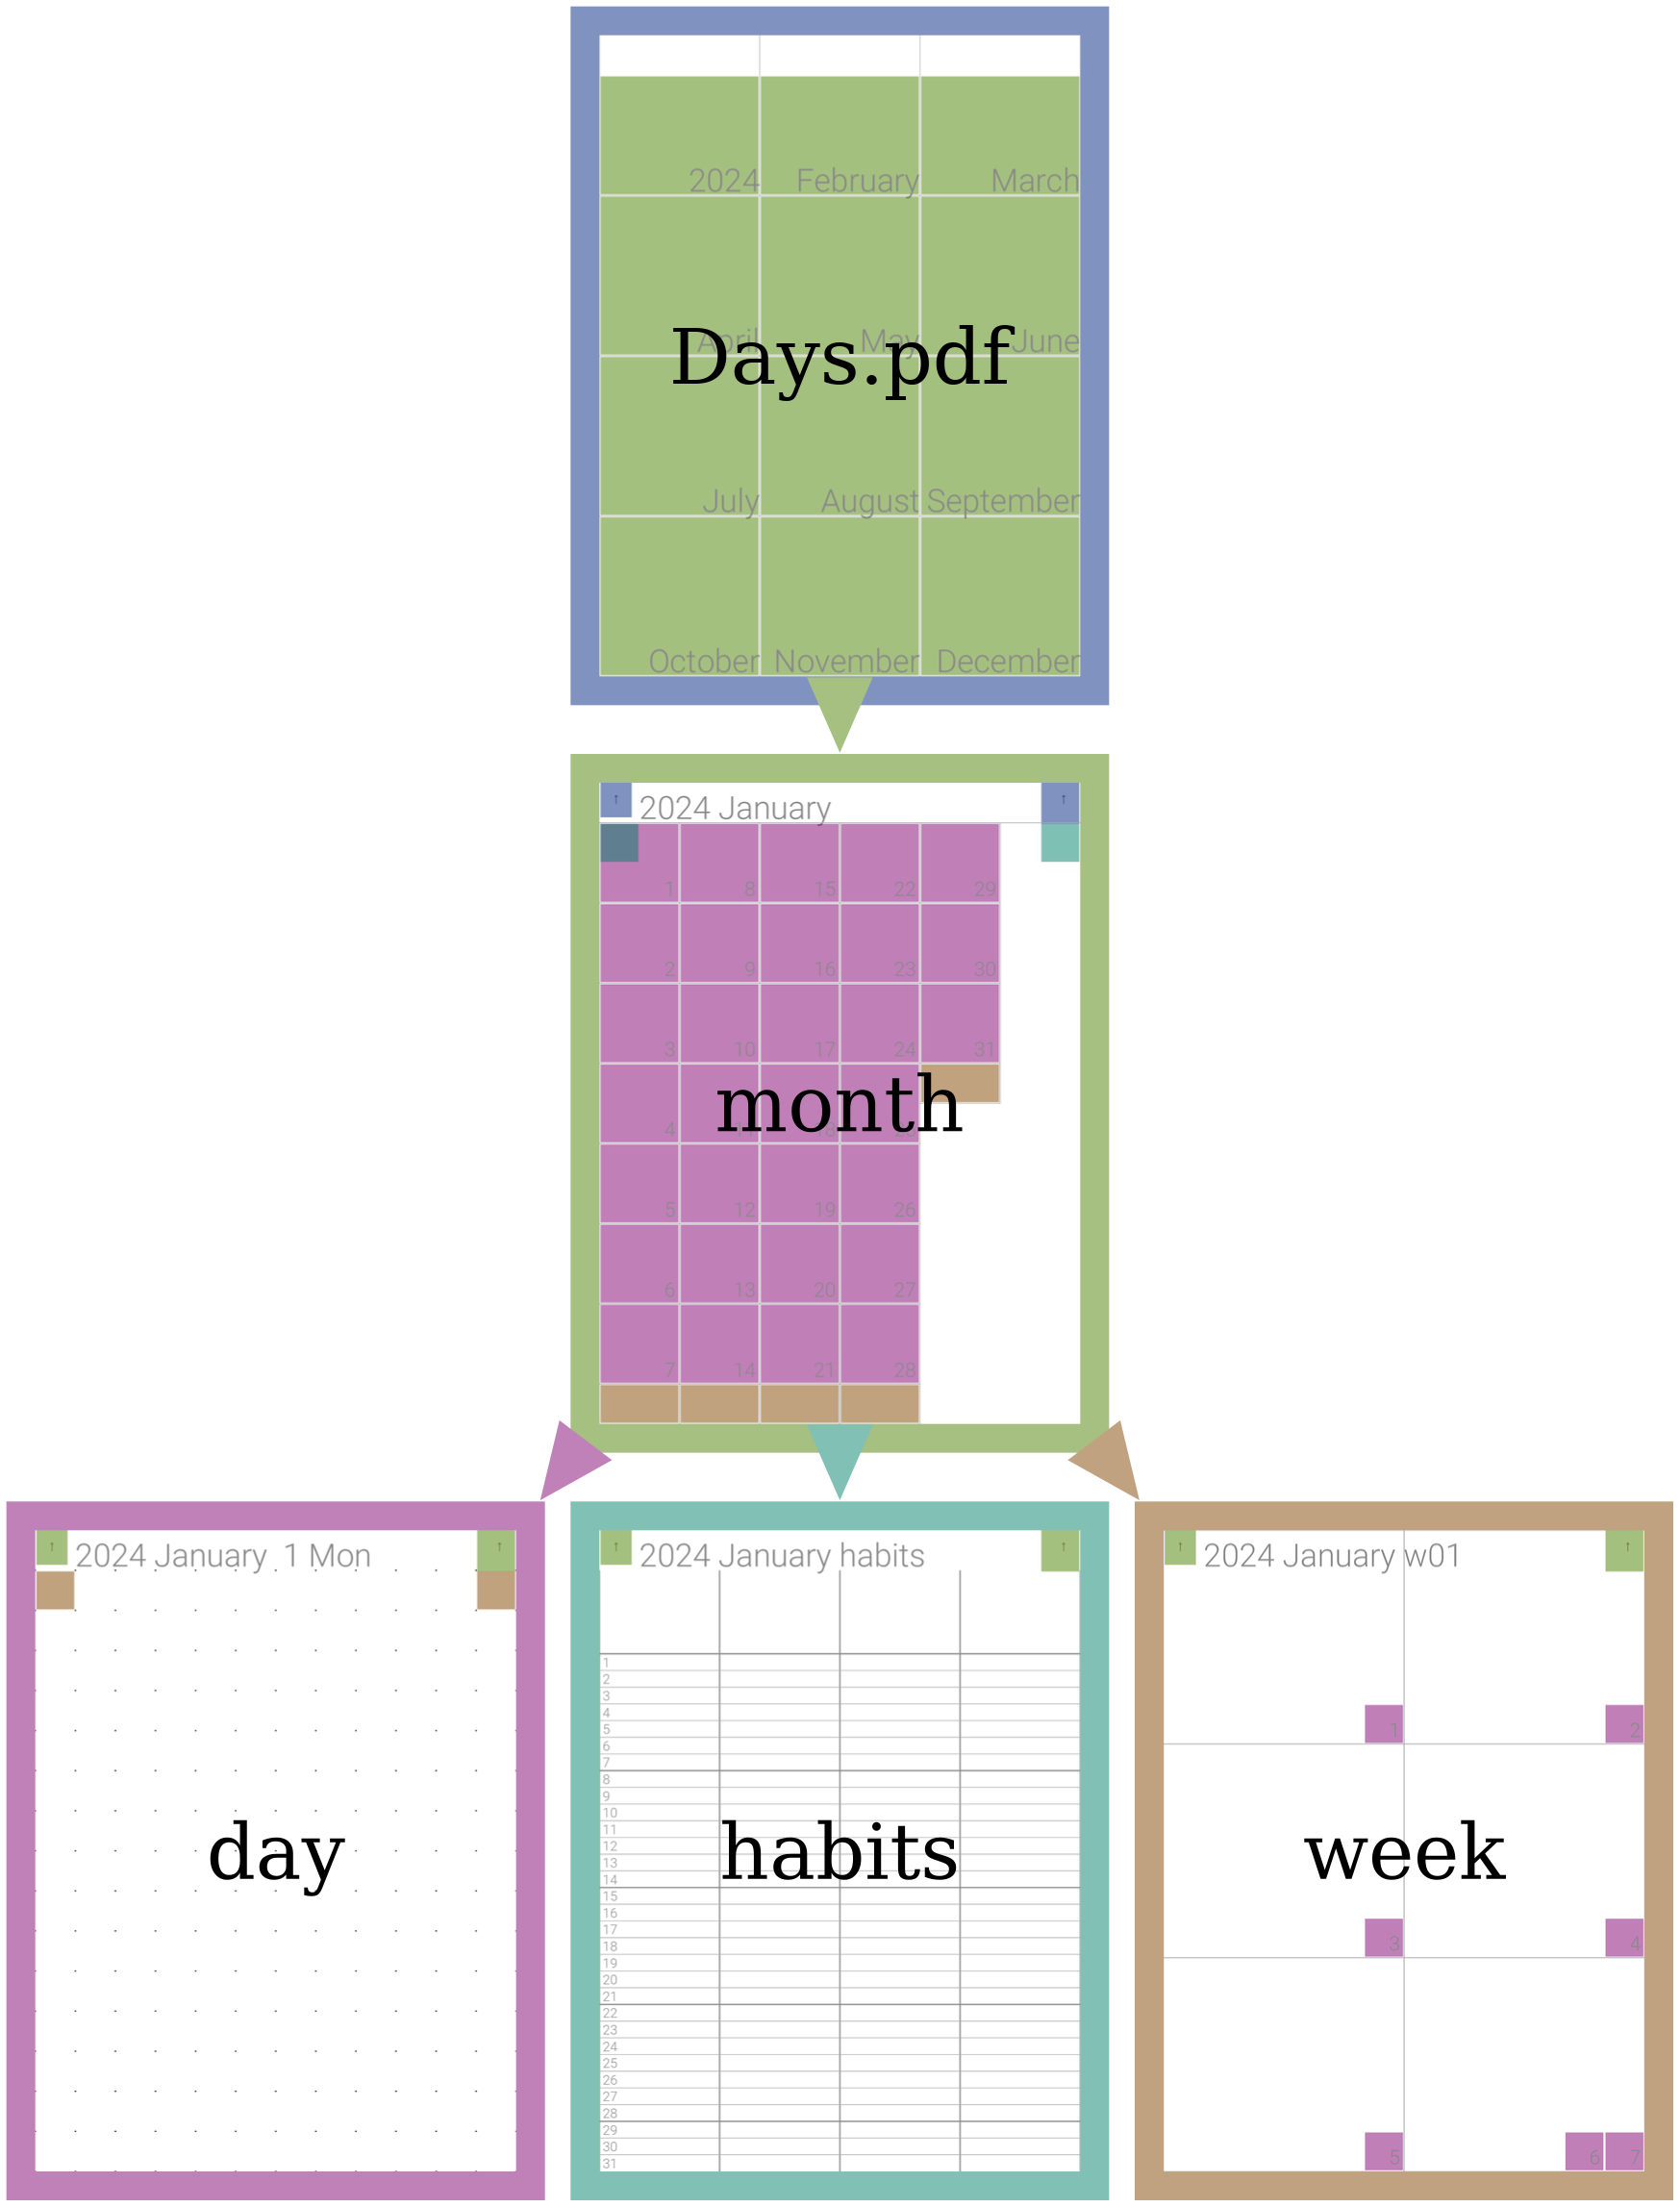 2024 February March
April May June
Days.pdf
July August September
October November December
↑ 2024 January ↑
1 8 15 22 29
2 9 16 23 30
3 10 17 24 31
month
4 25
5 12 19 26
6 13 20 27
7 14 21 28
↑ 2024 January 1 Mon ↑
day
↑ 2024 January habits ↑
1
2
3
4
5
6
7
8
9
10
11
12
13
14
15
16
17
18
19
20
21
22
23
24
25
26
27
28
29
30
31
habits
↑ 2024 January w01 ↑
1 2
week
3 4
5 6 7